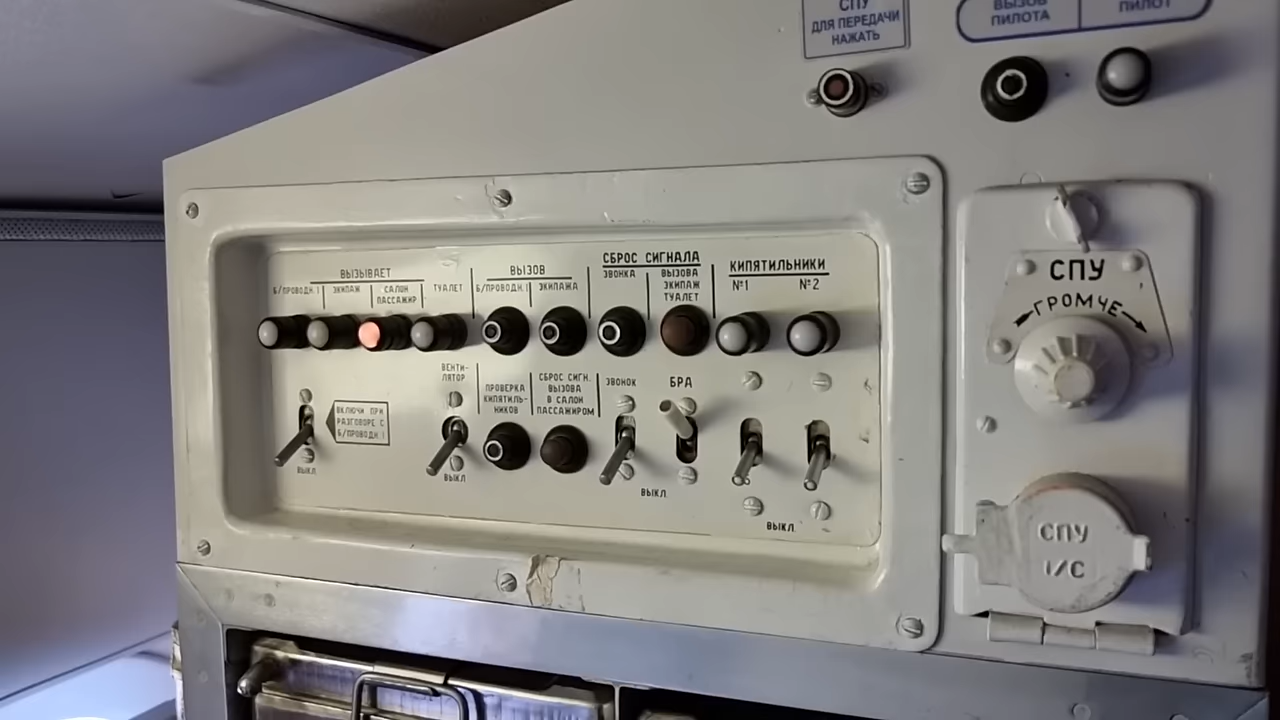 СПУ
ДЛЯ ПЕРЕДАЧИ
НАЖАТЬ
ВЫЗОВ
ПИЛОТА
ПИЛОТ
ВЫЗЫВАЕТ
Б/ПРОВОДН.1
ЭКИПАЖ
САЛОН
ПАССАЖИР
ТУАЛЕТ
ВЫЗОВ
Б/ПРОВОДН.1
ЭКИПАЖА
СБРОС СИГНАЛА
ЗВОНКА
ВЫЗОВА
ЭКИПАЖ
ТУАЛЕТ
КИПЯТИЛЬНИКИ
№1
№2
ВКЛЮЧИ ПРИ
РАЗГОВОРЕ С
Б/ПРОВОДН.1
ВЫКЛ.
ВЕНТИ-
ЛЯТОР
ВЫКЛ
ПРОВЕРКА
КИПЯТИЛЬ-
НИКОВ
СБРОС СИГН.
ВЫЗОВА
В САЛОН
ПАССАЖИРОМ
ЗВОНОК
БРА
ВЫКЛ.
ВЫКЛ.
СПУ
ГРОМЧЕ
СПУ
1/С